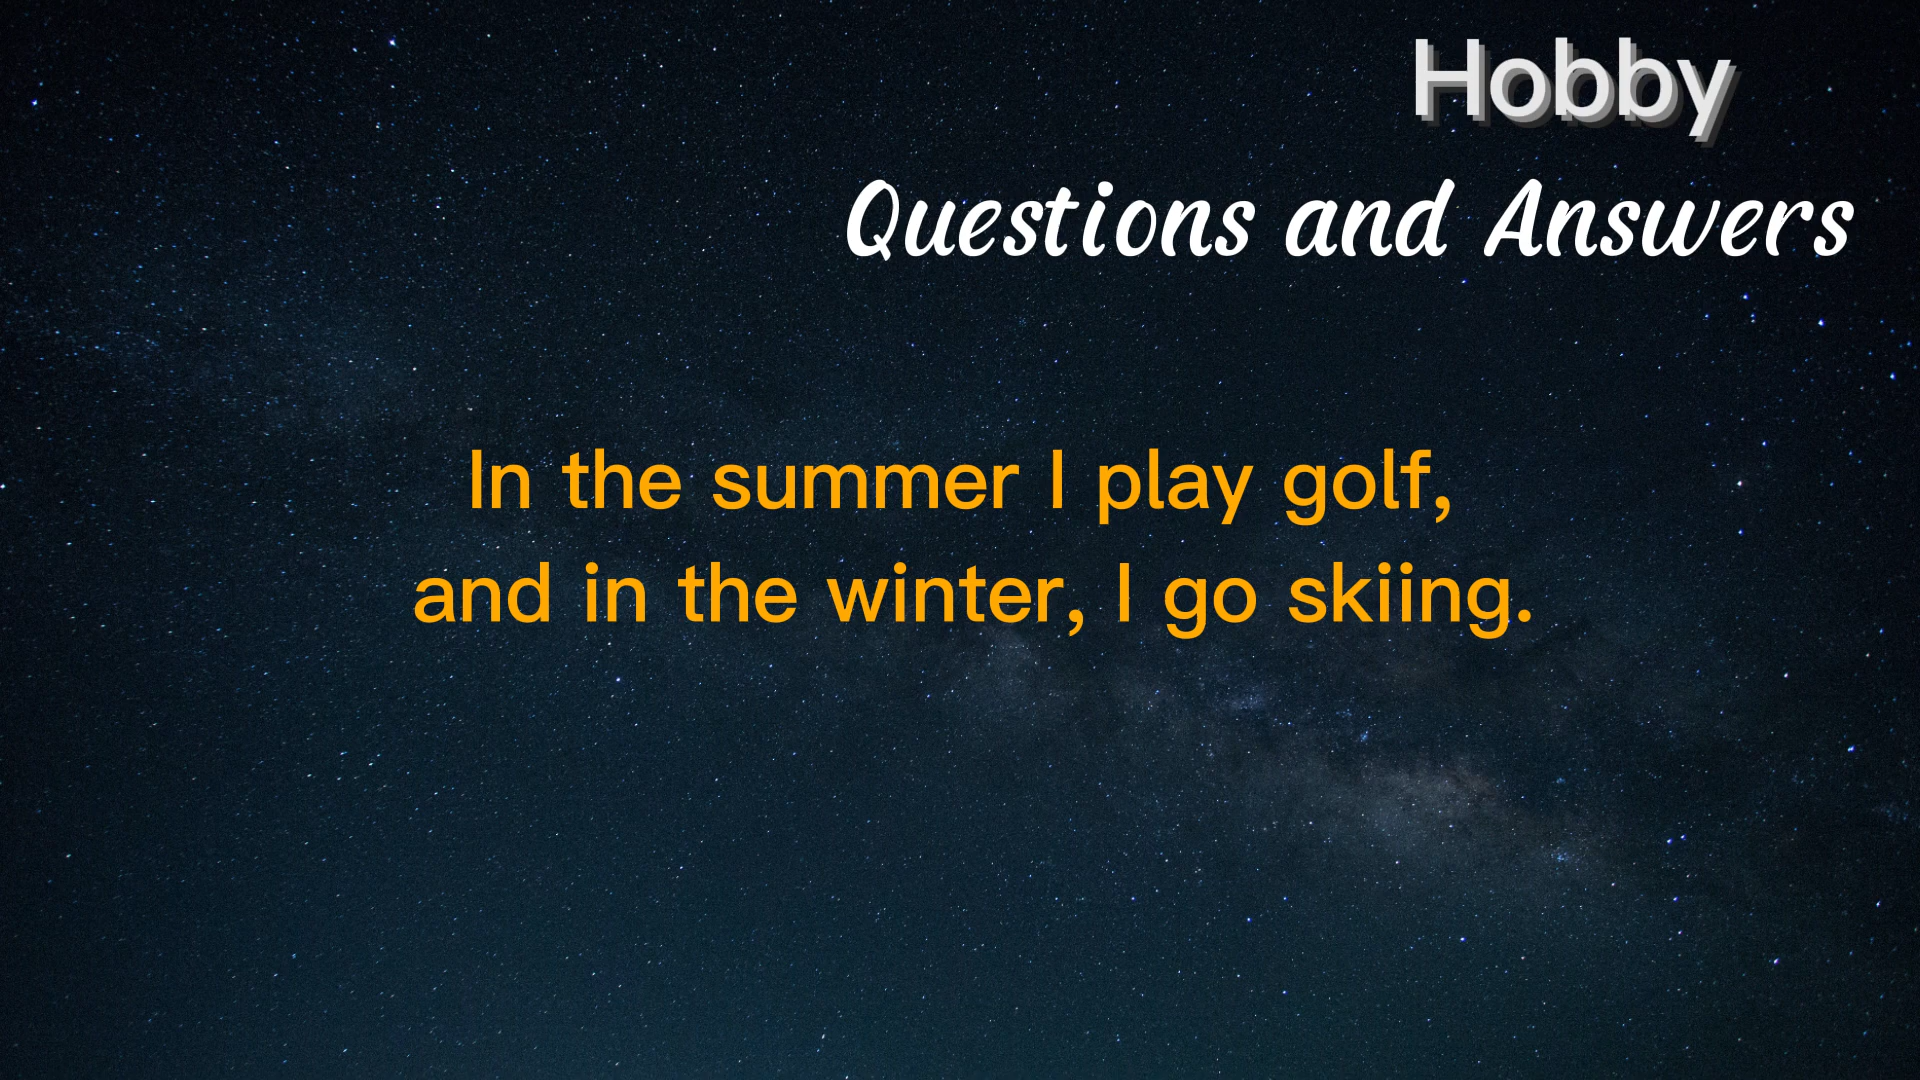 Hobby
Questions and Answers
In the summer I play golf,
and in the winter, I go skiing.